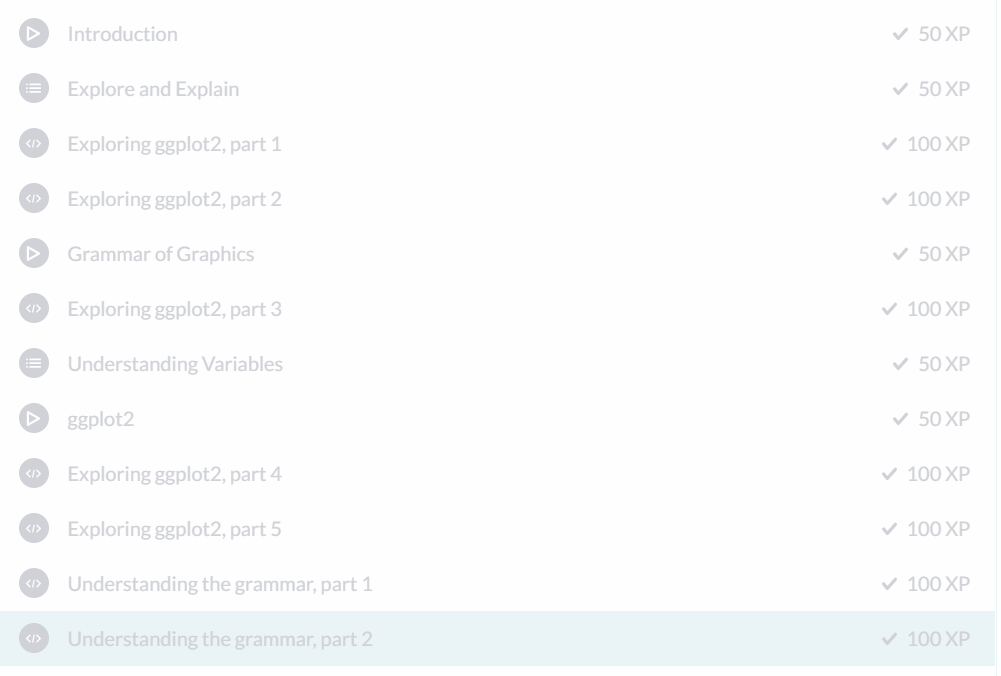 Introduction 50 XP
Explore and Explain 50 XP
Exploring ggplot2, part 1 100 XP
Exploring ggplot2, part 2 100 XP
Grammar of Graphics 50 XP
Exploring ggplot2, part 3 100 XP
Understanding Variables 50 XP
ggplot2 50 XP
Exploring ggplot2, part 4 100 XP
Exploring ggplot2, part 5 100 XP
Understanding the grammar, part 1 100 XP
Understanding the grammar, part 2 100 XP